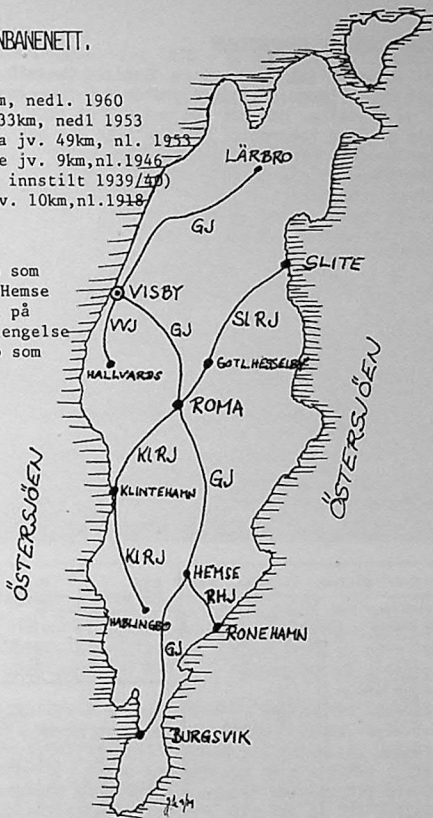 NBANENETT.
m, nedl. 1960
33km, nedl 1953
a jv. 49km, nl. 1953
e jv. 9km,nl.1946
innstilt 1939/40)
v. 10km,nl.1918
som
Hemse
på
engelse
som
LÄRBRO
GJ
SLITE
VISBY
VVJ
GJ
SlRJ
HALLVARDS
GOTL.HESSELBY
ROMA
ÖSTERSJÖEN
KlRJ
GJ
KLINTEHAMN
ÖSTERSJÖEN
KlRJ
HEMSE
RHJ
HABLINGBO
GJ
RONEHAMN
BURGSVIK